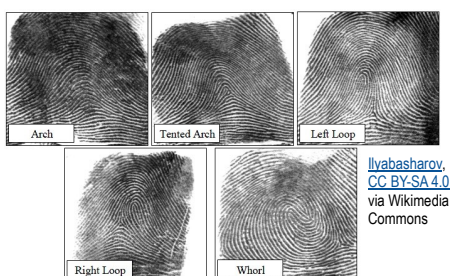 Arch
Tented Arch
Left Loop
Right Loop
Whorl
Ilyabasharov,
CC BY-SA 4.0
via Wikimedia
Commons